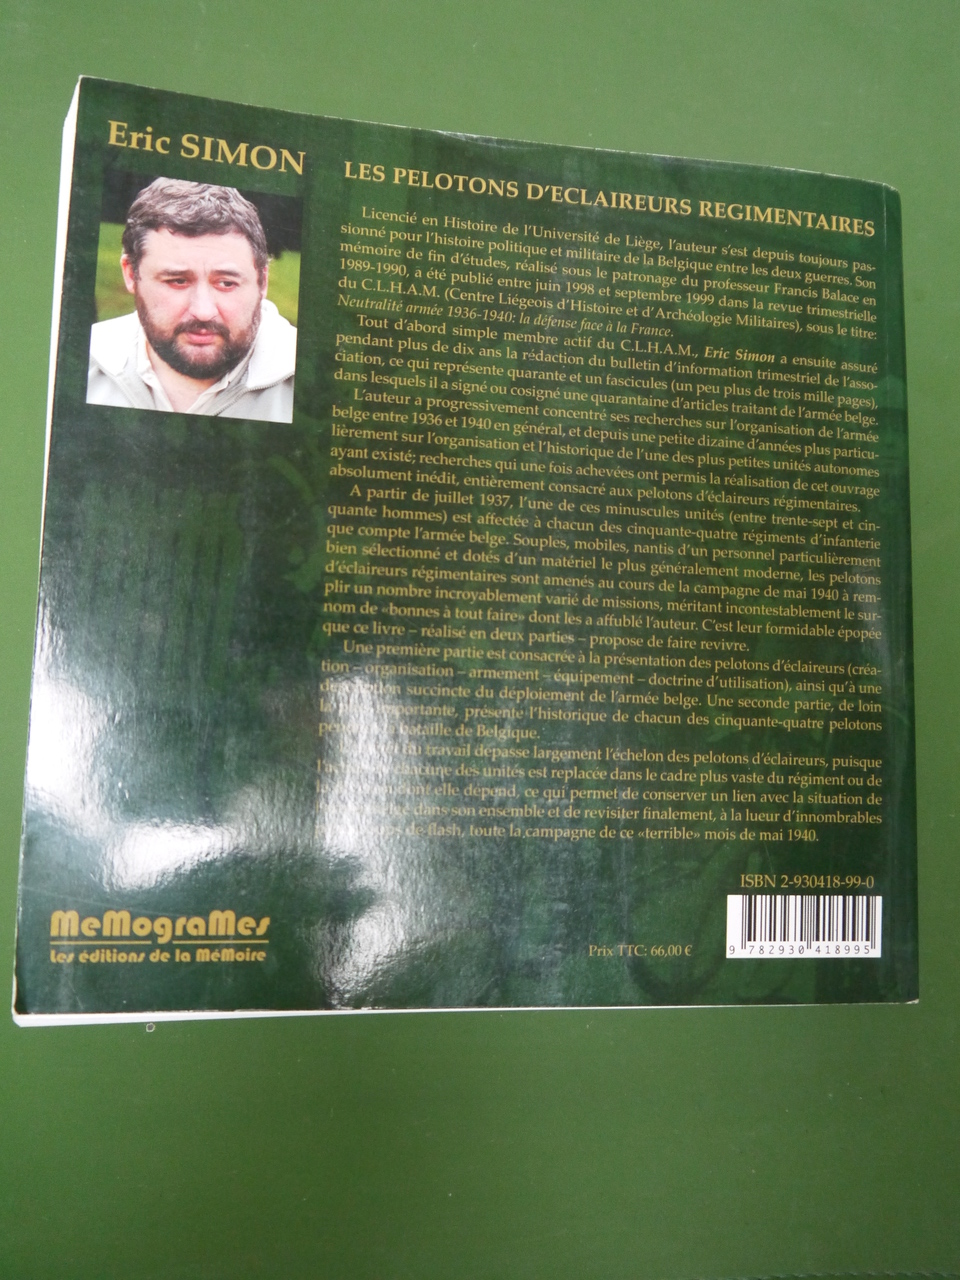 Eric SIMON
LES PELOTONS D'ECLAIREURS REGIMENTAIRES
Licencié en Histoire de l'Université de Liège, l'auteur s'est depuis toujours pas-
sionné pour l'histoire politique et militaire de la Belgique entre les deux guerres. Son
mémoire de fin d'études, réalisé sous le patronage du professeur Francis Balace en
1989-1990, a été publié entre juin 1998 et septembre 1999 dans la revue trimestrielle
du C.L.H.A.M. (Centre Liégeois d'Histoire et d'Archéologie Militaires), sous le titre:
Neutralité armée 1936-1940: la défense face à la France.
Tout d'abord simple membre actif du C.L.H.A.M., Eric Simon a ensuite assuré
pendant plus de dix ans la rédaction du bulletin d'information trimestriel de l'asso-
ciation, ce qui représente quarante et un fascicules (un peu plus de trois mille pages),
dans lesquels il a signé ou cosigné une quarantaine d'articles traitant de l'armée belge.
L'auteur a progressivement concentré ses recherches sur l'organisation de l'armée
belge entre 1936 et 1940 en général, et depuis une petite dizaine d'années plus particu-
lièrement sur l'organisation et l'historique de l'une des plus petites unités autonomes
ayant existé; recherches qui une fois achevées ont permis la réalisation de cet ouvrage
absolument inédit, entièrement consacré aux pelotons d'éclaireurs régimentaires.
A partir de juillet 1937, l'une de ces minuscules unités (entre trente-sept et cin-
quante hommes) est affectée à chacun des cinquante-quatre régiments d'infanterie
que compte l'armée belge. Souples, mobiles, nantis d'un personnel particulièrement
bien sélectionné et dotés d'un matériel le plus généralement moderne, les pelotons
d'éclaireurs régimentaires sont amenés au cours de la campagne de mai 1940 à rem-
plir un nombre incroyablement varié de missions, méritant incontestablement le sur-
nom de «bonnes à tout faire» dont les a affublé l'auteur. C'est leur formidable épopée
que ce livre – réalisé en deux parties – propose de faire revivre.
Une première partie est consacrée à la présentation des pelotons d'éclaireurs (créa-
tion – organisation – armement – équipement – doctrine d'utilisation), ainsi qu'à une
description succincte du déploiement de l'armée belge. Une seconde partie, de loin
la plus importante, présente l'historique de chacun des cinquante-quatre pelotons
pendant la bataille de Belgique.
du travail dépasse largement l'échelon des pelotons d'éclaireurs, puisque
chacune des unités est replacée dans le cadre plus vaste du régiment ou de
dont elle dépend, ce qui permet de conserver un lien avec la situation de
dans son ensemble et de revisiter finalement, à la lueur d'innombrables
de flash, toute la campagne de ce «terrible» mois de mai 1940.
ISBN 2-930418-99-0
MeMograMes
Les éditions de la MéMoire
Prix TTC: 66,00 €
9 782930 418995